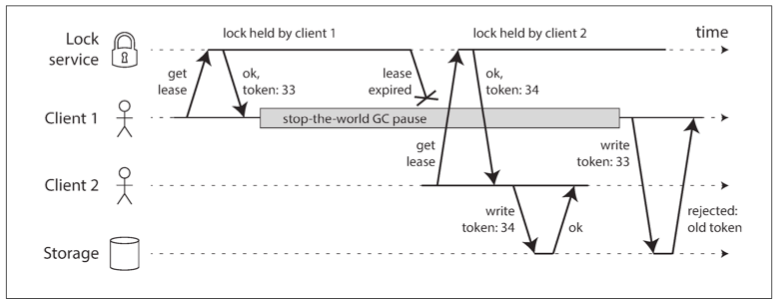 lock held by client 1
lock held by client 2
time
Lock
service
get
lease
ok,
token: 33
lease
expired
ok,
token: 34
Client 1
stop-the-world GC pause
get
lease
write
token: 33
Client 2
write
token: 34
ok
rejected:
old token
Storage